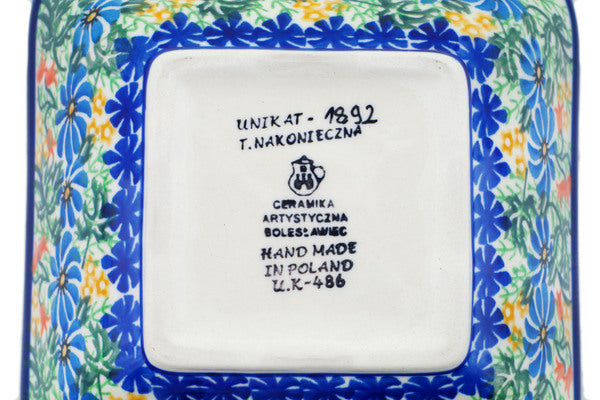 UNIKAT - 1892
T. NAKONIECZNA
CERAMIKA
ARTYSTYCZNA
BOLESŁAWIEC
HAND MADE
IN POLAND
U.K-486